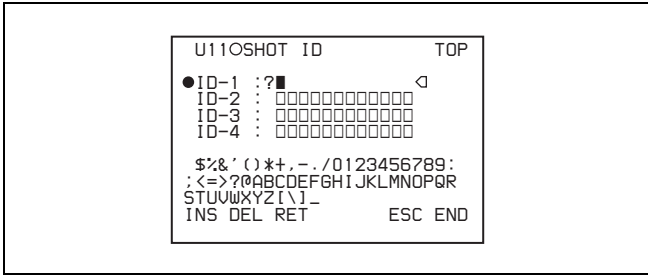 U11○SHOT ID TOP
●ID-1 :?■
ID-2 : □□□□□□□□□□□□
ID-3 : □□□□□□□□□□□□
ID-4 : □□□□□□□□□□□□
$%&'()*+,-./0123456789:
;<=>?@ABCDEFGHIJKLMNOPQR
STUVWXYZ[\]_
INS DEL RET ESC END